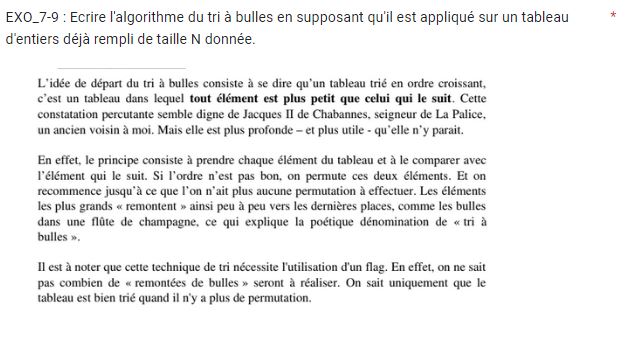 EXO_7-9 : Ecrire l'algorithme du tri à bulles en supposant qu'il est appliqué sur un tableau *
d'entiers déjà rempli de taille N donnée.
L'idée de départ du tri à bulles consiste à se dire qu'un tableau trié en ordre croissant,
c'est un tableau dans lequel tout élément est plus petit que celui qui le suit. Cette
constatation percutante semble digne de Jacques II de Chabannes, seigneur de La Palice,
un ancien voisin à moi. Mais elle est plus profonde – et plus utile - qu'elle n'y parait.
En effet, le principe consiste à prendre chaque élément du tableau et à le comparer avec
l'élément qui le suit. Si l'ordre n'est pas bon, on permute ces deux éléments. Et on
recommence jusqu'à ce que l'on n'ait plus aucune permutation à effectuer. Les éléments
les plus grands « remontent » ainsi peu à peu vers les dernières places, comme les bulles
dans une flûte de champagne, ce qui explique la poétique dénomination de « tri à
bulles ».
Il est à noter que cette technique de tri nécessite l'utilisation d'un flag. En effet, on ne sait
pas combien de « remontées de bulles » seront à réaliser. On sait uniquement que le
tableau est bien trié quand il n'y a plus de permutation.